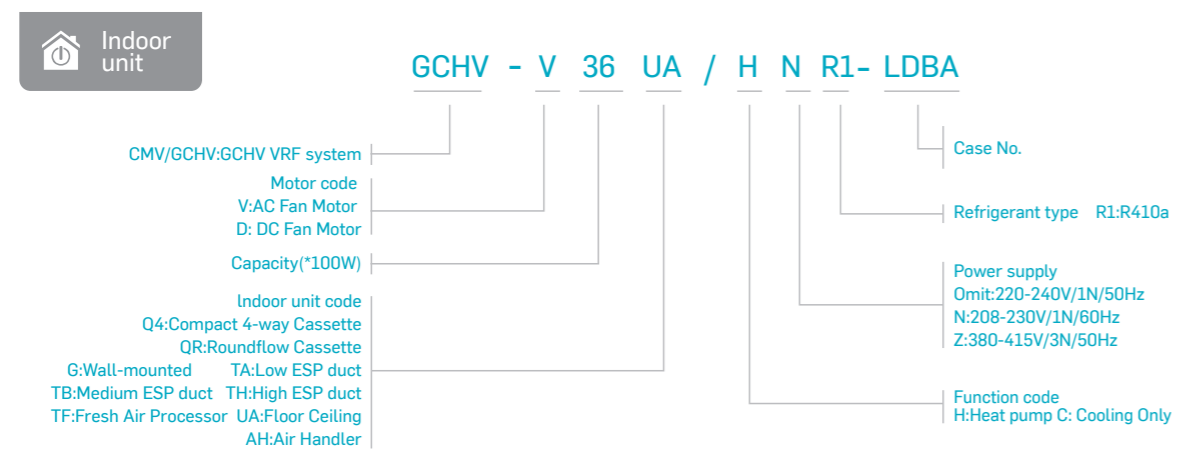 Indoor
unit
GCHV - V 36 UA / H N R1- LDBA
CMV/GCHV:GCHV VRF system
Motor code
V:AC Fan Motor
D: DC Fan Motor
Capacity(*100W)
Indoor unit code
Q4:Compact 4-way Cassette
QR:Roundflow Cassette
G:Wall-mounted TA:Low ESP duct
TB:Medium ESP duct TH:High ESP duct
TF:Fresh Air Processor UA:Floor Ceiling
AH:Air Handler
Case No.
Refrigerant type R1:R410a
Power supply
Omit:220-240V/1N/50Hz
N:208-230V/1N/60Hz
Z:380-415V/3N/50Hz
Function code
H:Heat pump C: Cooling Only